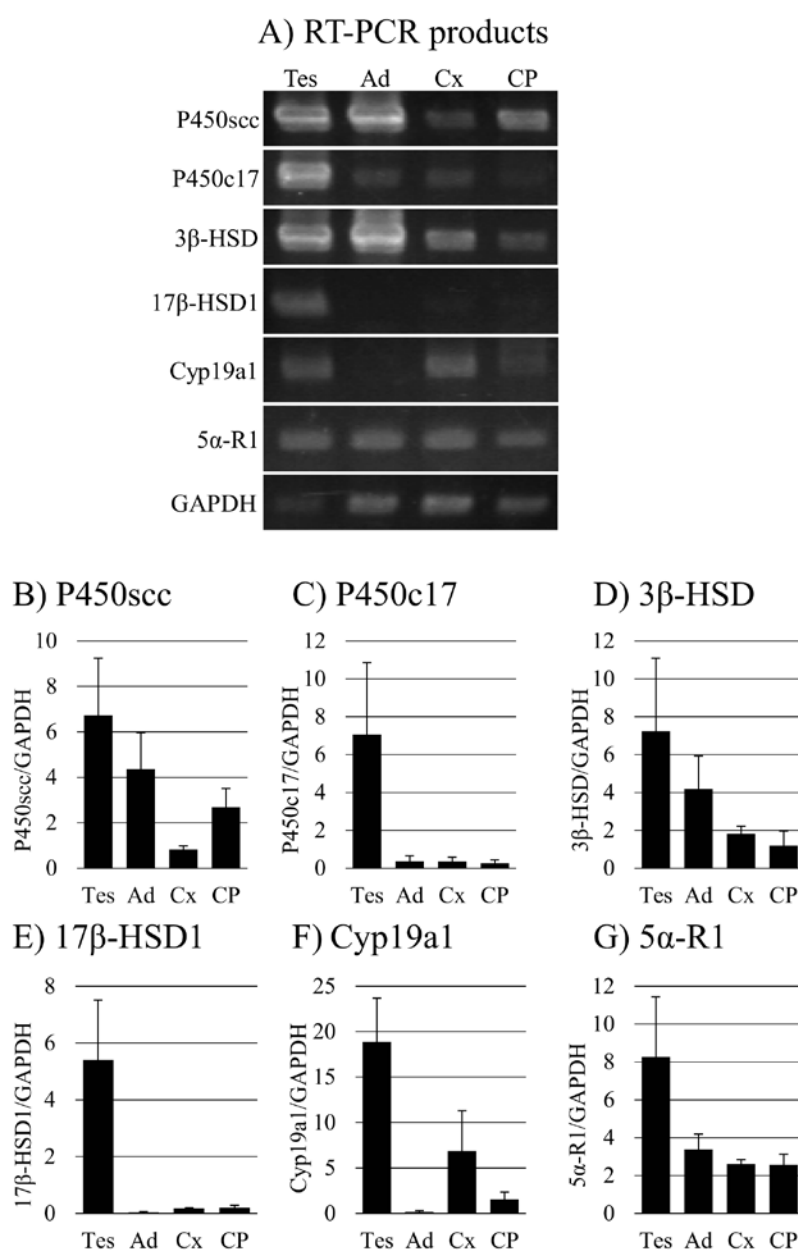 A) RT-PCR products
Tes Ad Cx CP
P450scc
P450c17
3β-HSD
17β-HSD1
Cyp19a1
5α-R1
GAPDH
B) P450scc C) P450c17 D) 3β-HSD
P450scc/GAPDH
10
8
6
4
2
0
Tes Ad Cx CP
P450c17/GAPDH
12
10
8
6
4
2
0
Tes Ad Cx CP
3β-HSD/GAPDH
12
10
8
6
4
2
0
Tes Ad Cx CP
E) 17β-HSD1 F) Cyp19a1 G) 5α-R1
17β-HSD1/GAPDH
8
6
4
2
0
Tes Ad Cx CP
Cyp19a1/GAPDH
25
20
15
10
5
0
Tes Ad Cx CP
5α-R1/GAPDH
12
10
8
6
4
2
0
Tes Ad Cx CP